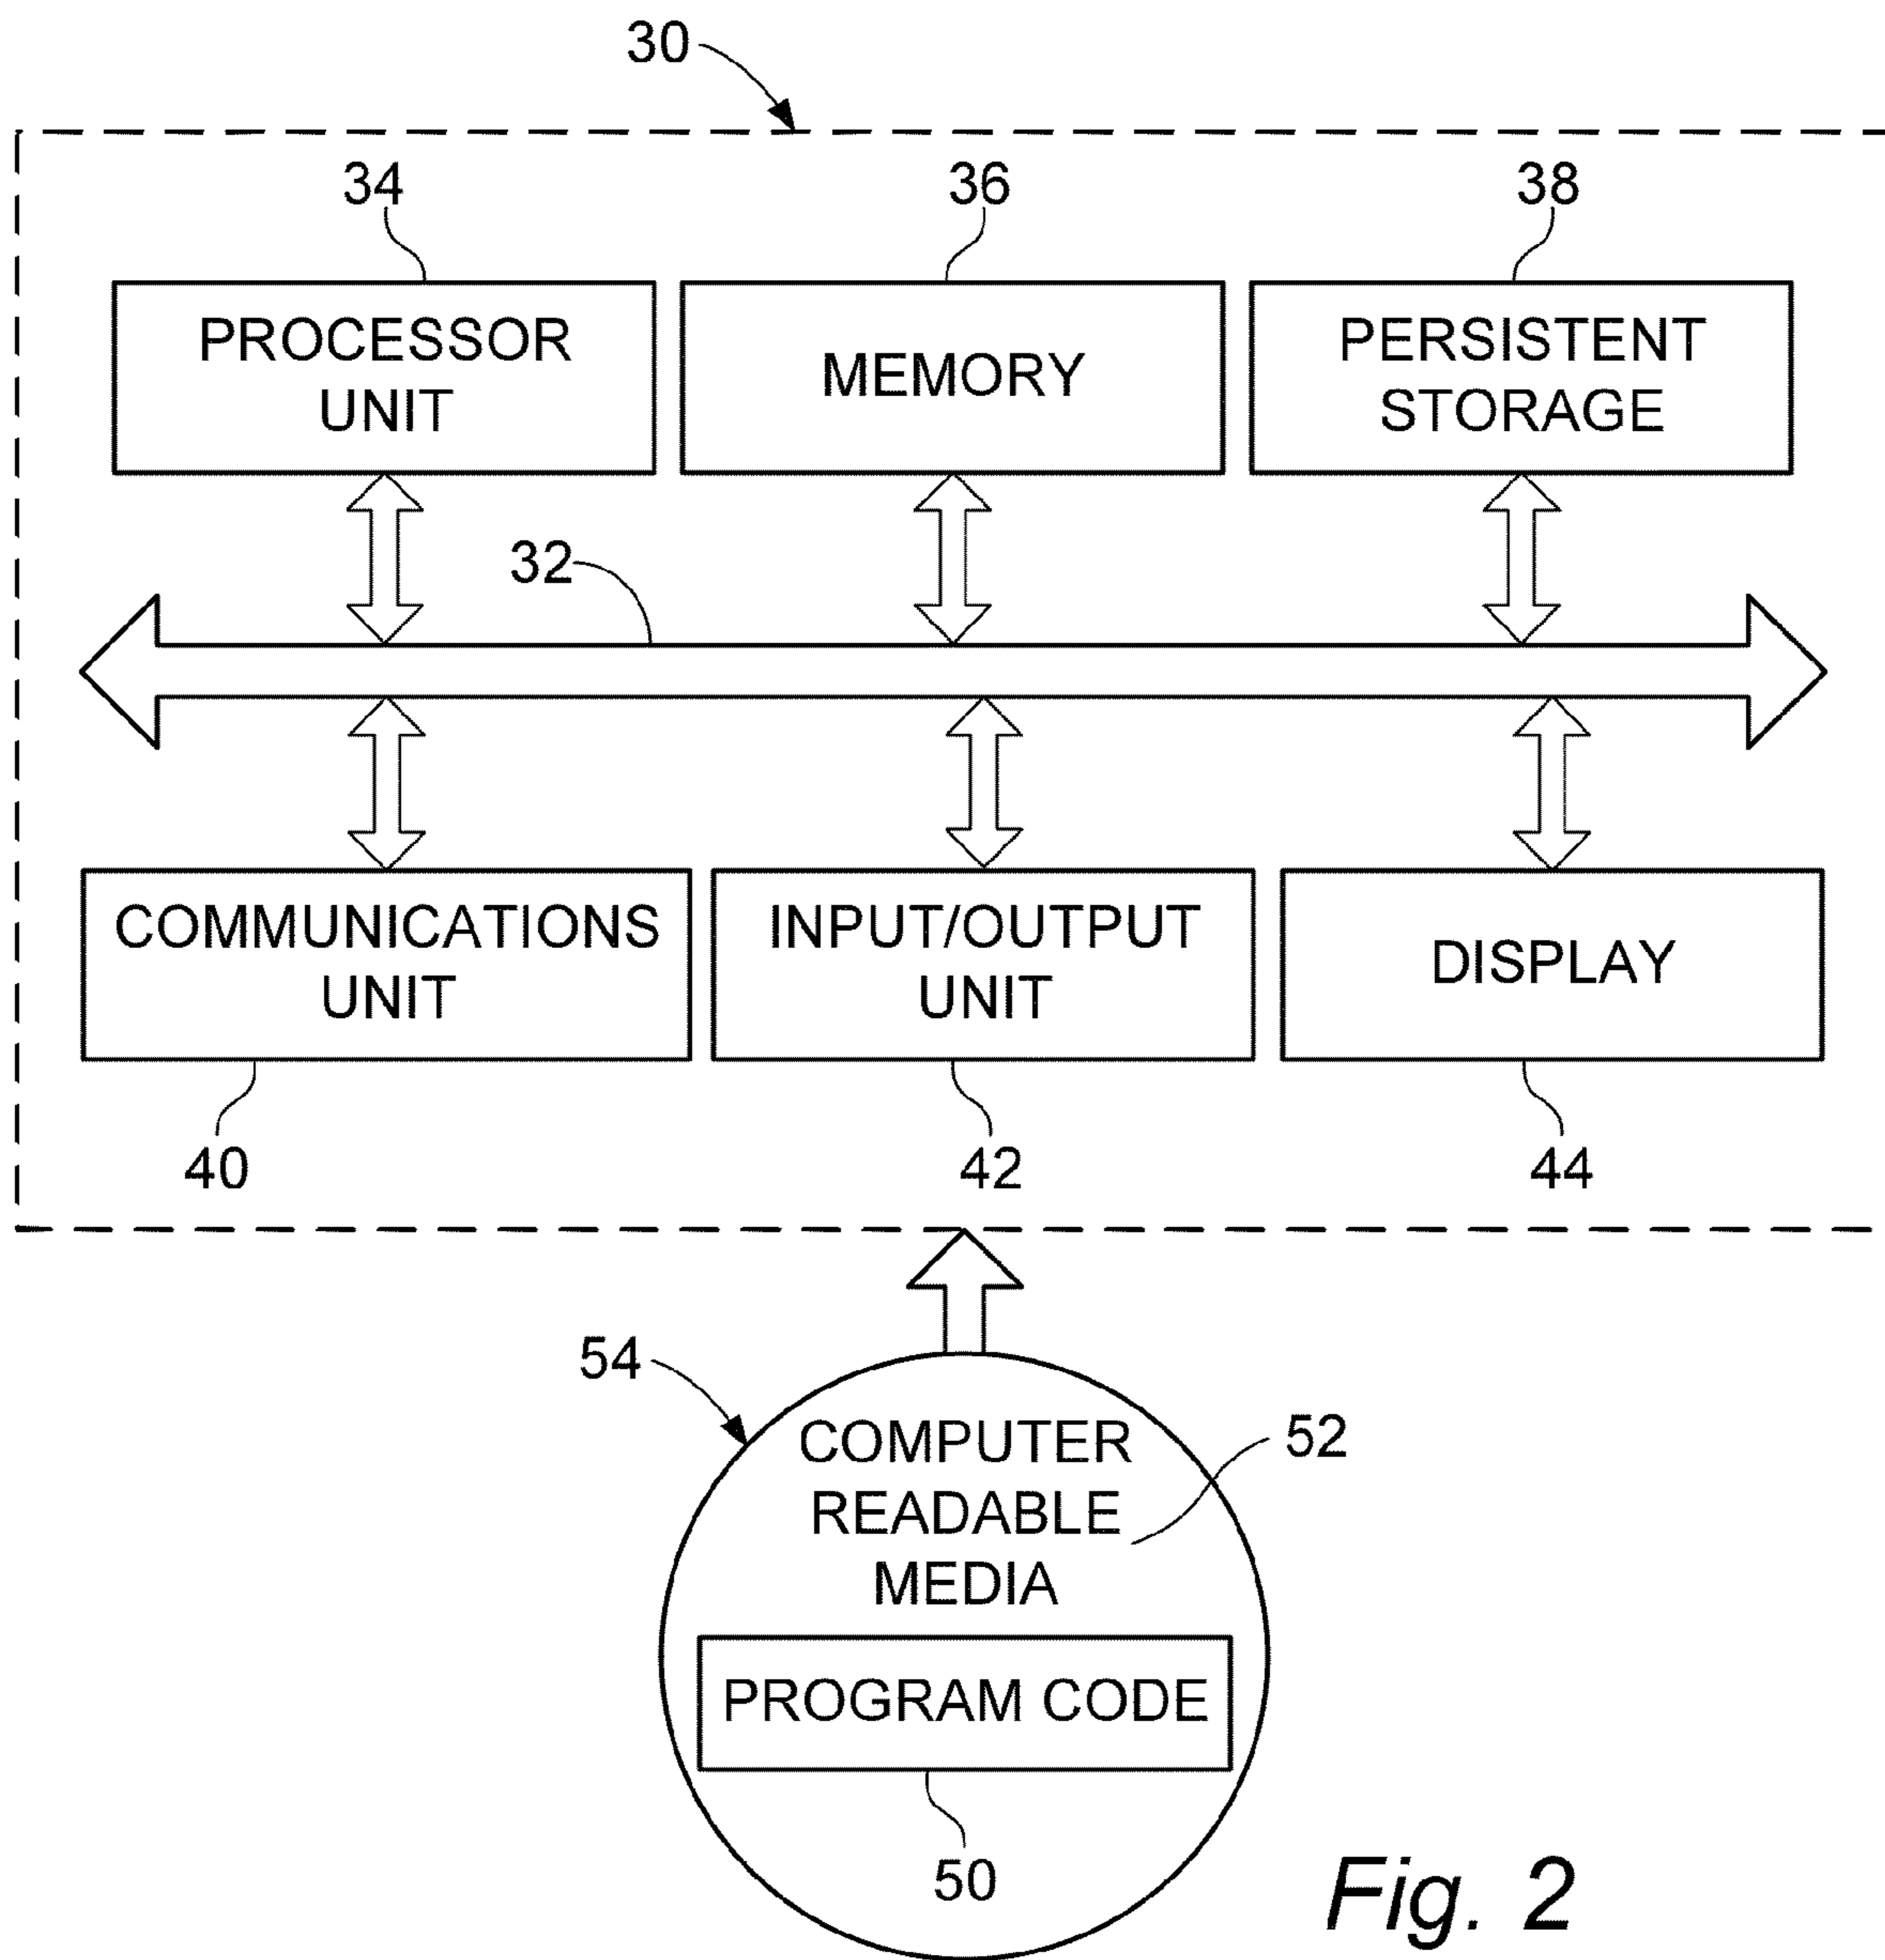 30
34
36
38
PROCESSOR
UNIT
MEMORY
PERSISTENT
STORAGE
32
COMMUNICATIONS
UNIT
INPUT/OUTPUT
UNIT
DISPLAY
40
42
44
54
COMPUTER
READABLE
MEDIA
52
PROGRAM CODE
50
Fig. 2